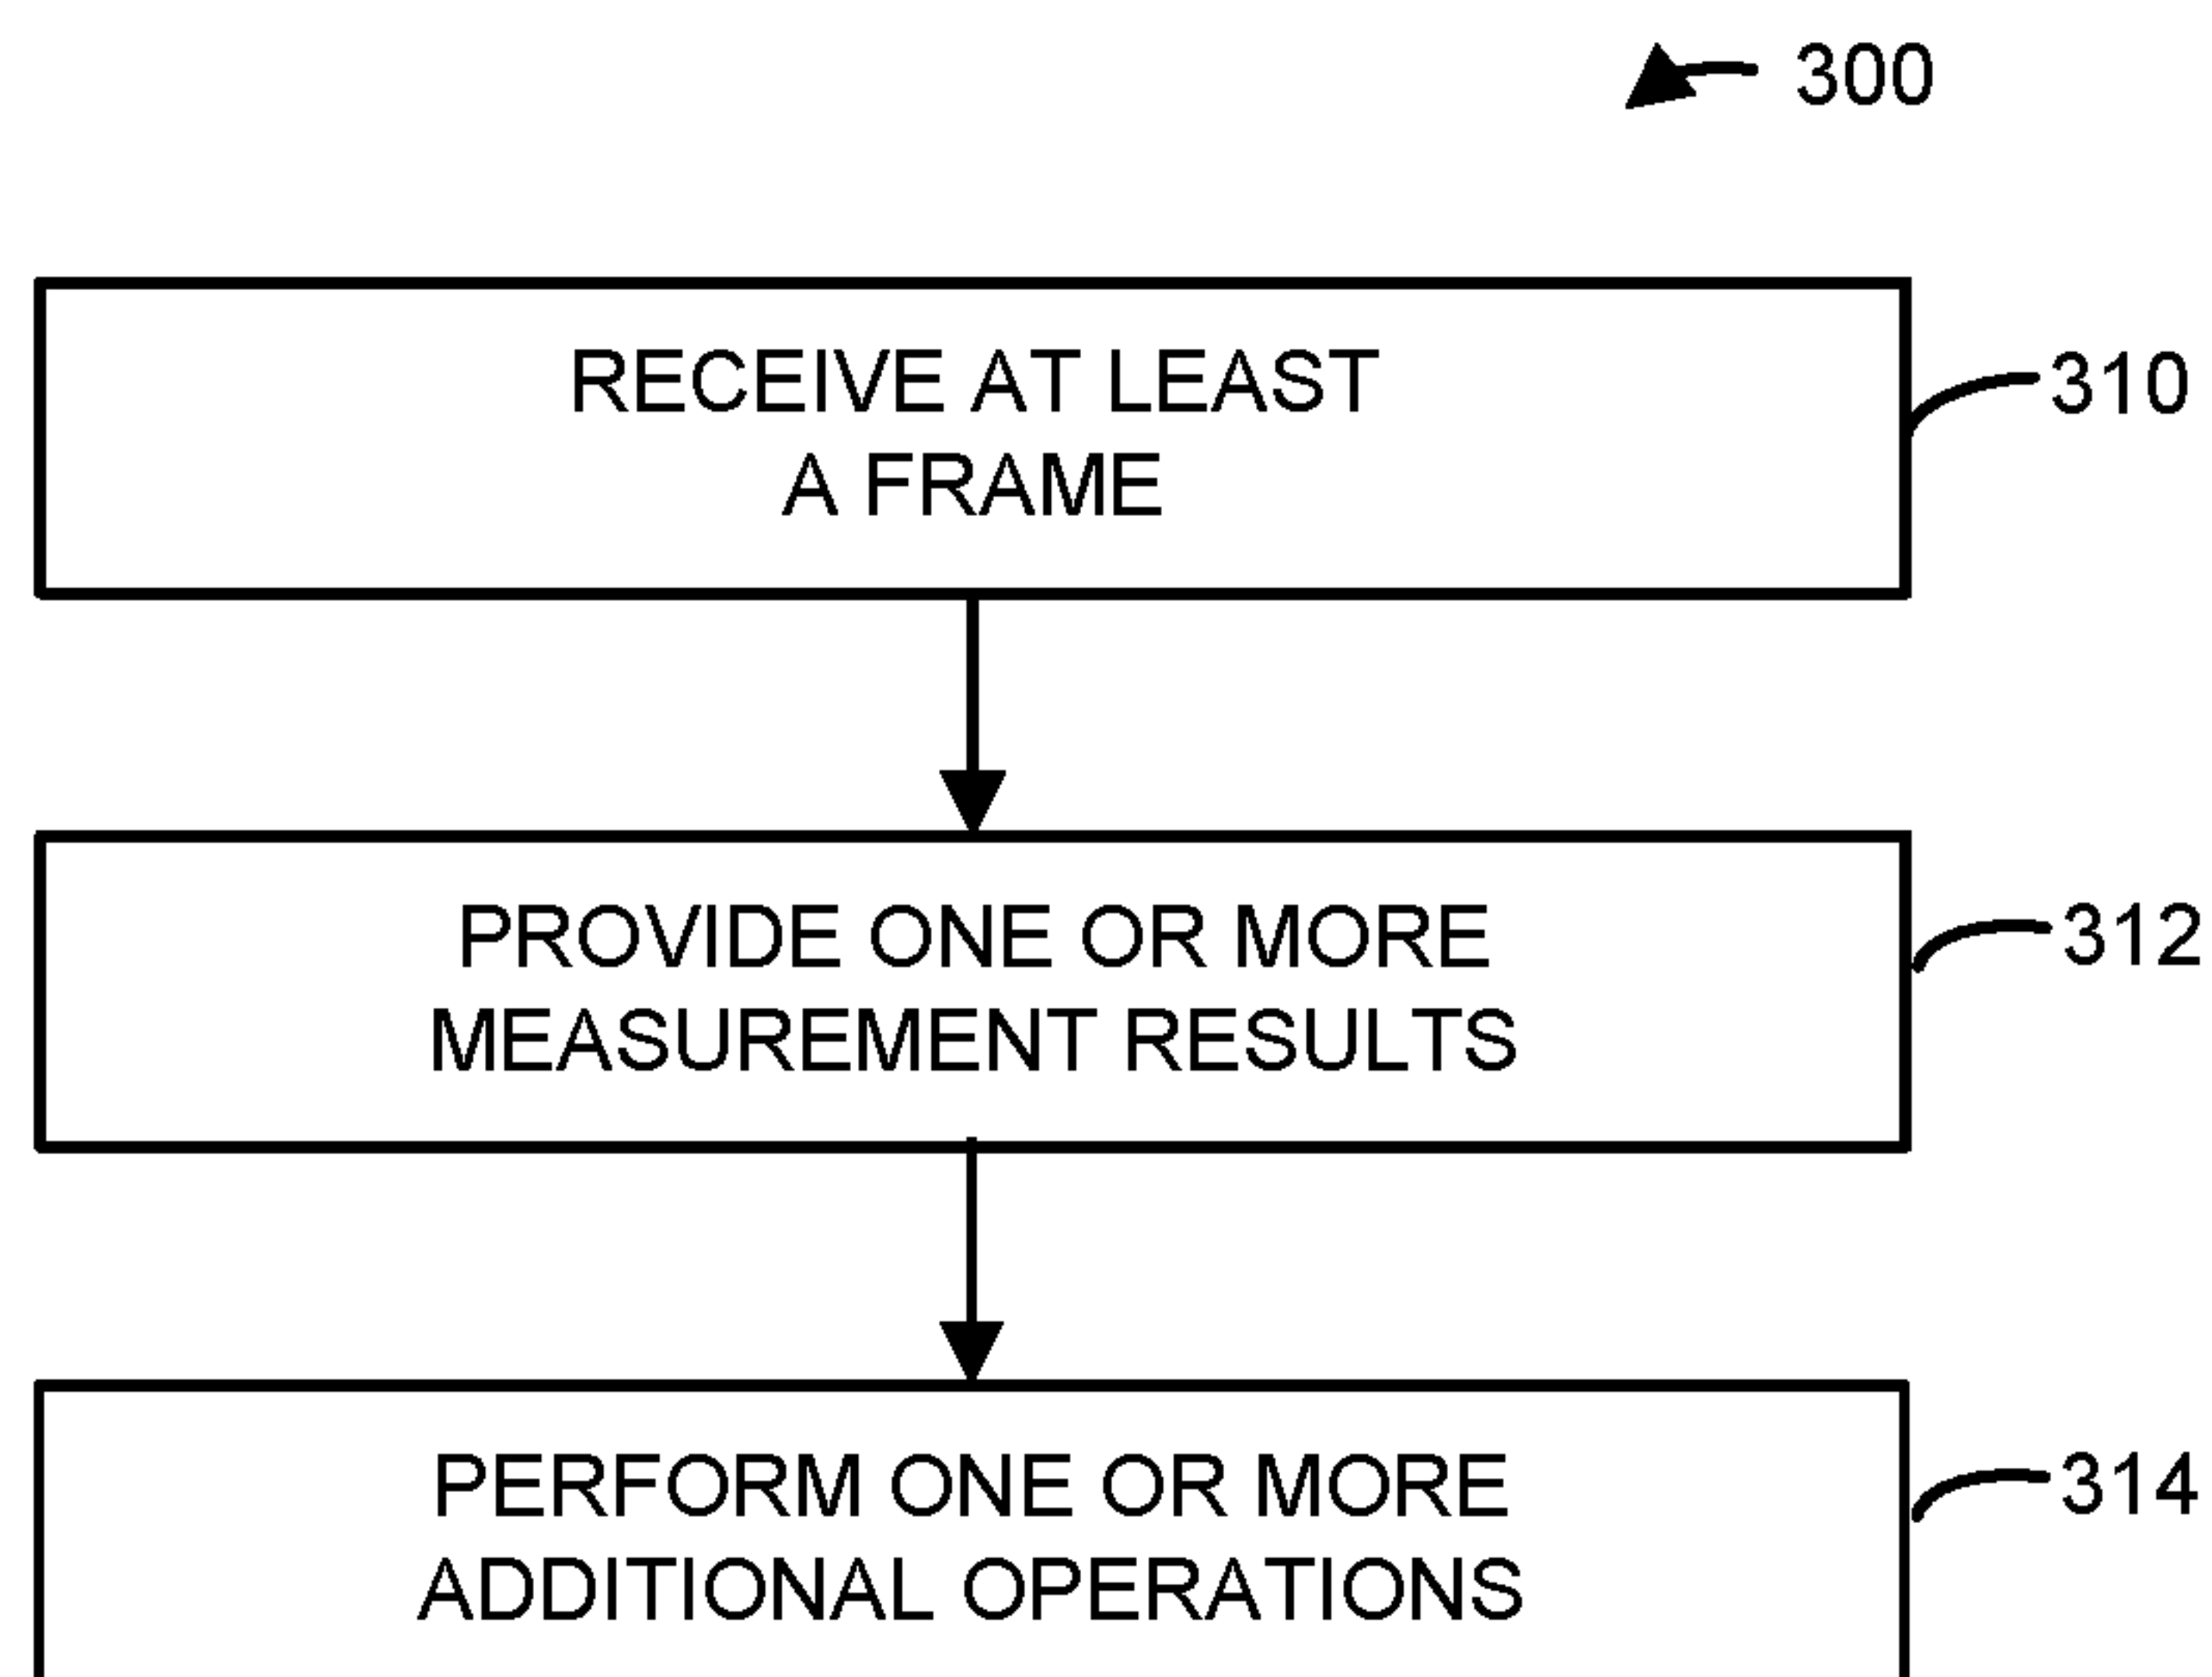 300
RECEIVE AT LEAST
A FRAME
310
PROVIDE ONE OR MORE
MEASUREMENT RESULTS
312
PERFORM ONE OR MORE
ADDITIONAL OPERATIONS
314